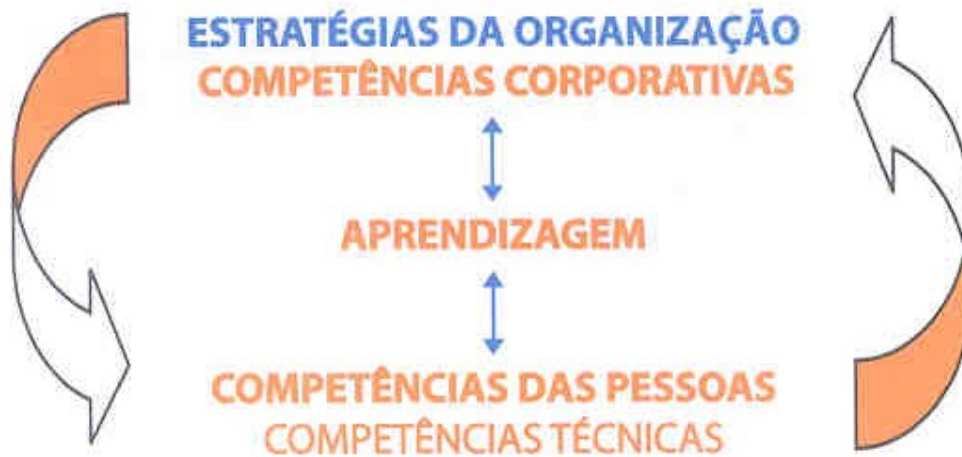 ESTRATÉGIAS DA ORGANIZAÇÃO
COMPETÊNCIAS CORPORATIVAS
APRENDIZAGEM
COMPETÊNCIAS DAS PESSOAS
COMPETÊNCIAS TÉCNICAS